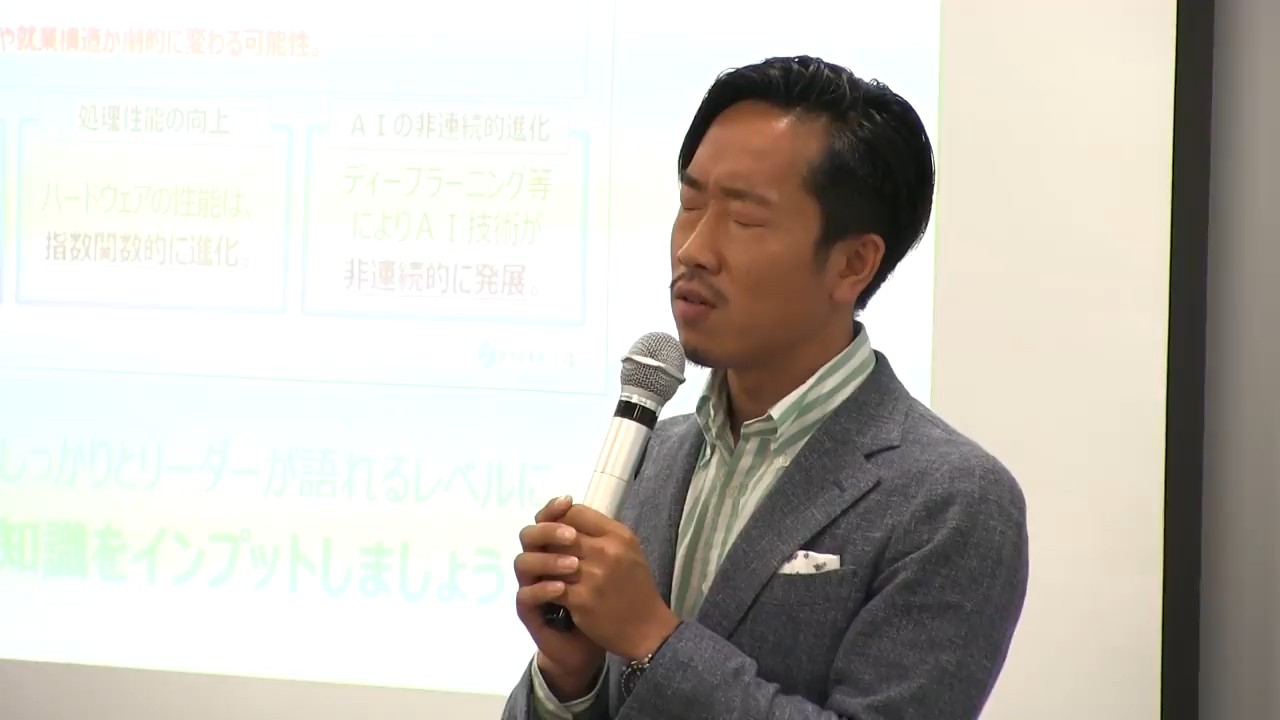 や就業構造が劇的に変わる可能性。
処理性能の向上
ハードウェアの性能は、
指数関数的に進化。
ＡＩの非連続的進化
ディープラーニング等
によりＡＩ技術が
非連続的に発展。
4
しっかりとリーダーが語れるレベルに
知識をインプットしましょう